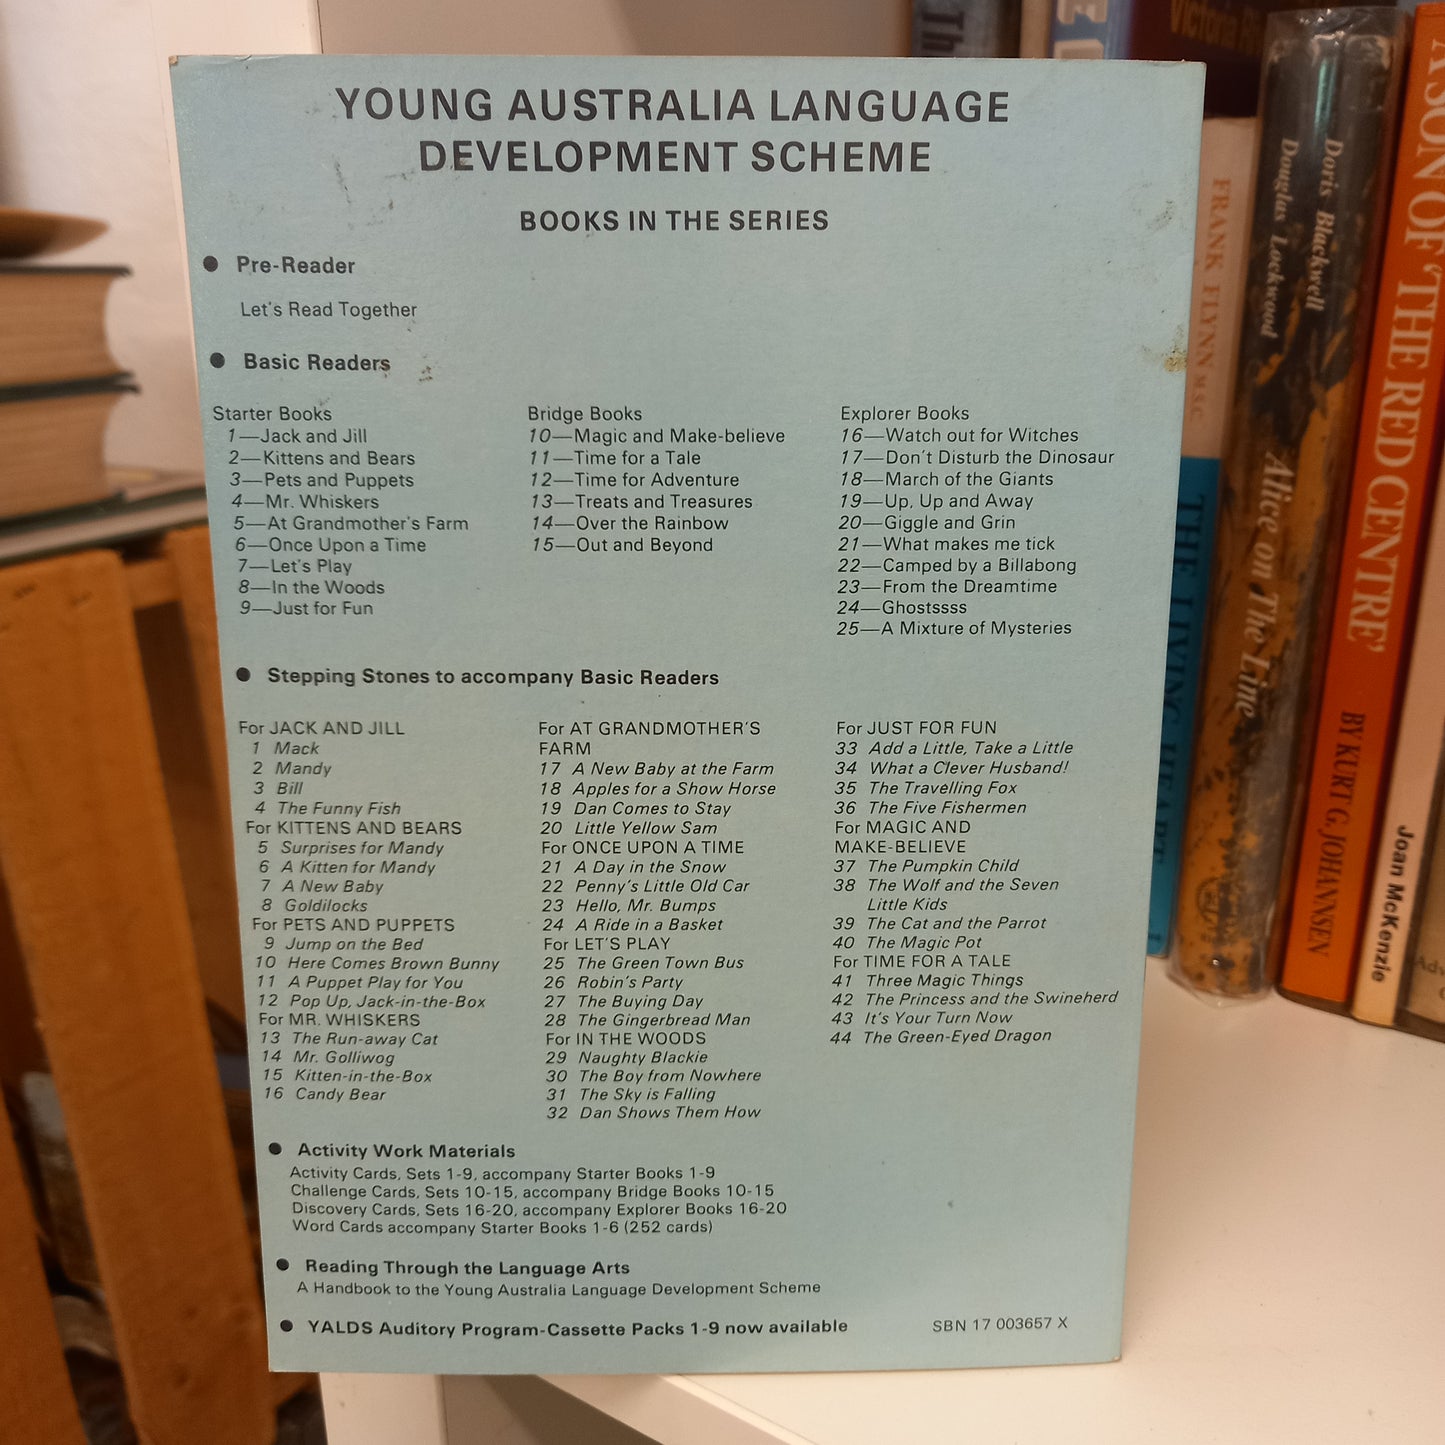 YOUNG AUSTRALIA LANGUAGE
DEVELOPMENT SCHEME
BOOKS IN THE SERIES
● Pre-Reader
Let's Read Together
● Basic Readers
Starter Books
1—Jack and Jill
2—Kittens and Bears
3—Pets and Puppets
4—Mr. Whiskers
5—At Grandmother's Farm
6—Once Upon a Time
7—Let's Play
8—In the Woods
9—Just for Fun
Bridge Books
10—Magic and Make-believe
11—Time for a Tale
12—Time for Adventure
13—Treats and Treasures
14—Over the Rainbow
15—Out and Beyond
Explorer Books
16—Watch out for Witches
17—Don't Disturb the Dinosaur
18—March of the Giants
19—Up, Up and Away
20—Giggle and Grin
21—What makes me tick
22—Camped by a Billabong
23—From the Dreamtime
24—Ghostssss
25—A Mixture of Mysteries
● Stepping Stones to accompany Basic Readers
For JACK AND JILL
1 Mack
2 Mandy
3 Bill
4 The Funny Fish
For KITTENS AND BEARS
5 Surprises for Mandy
6 A Kitten for Mandy
7 A New Baby
8 Goldilocks
For PETS AND PUPPETS
9 Jump on the Bed
10 Here Comes Brown Bunny
11 A Puppet Play for You
12 Pop Up, Jack-in-the-Box
For MR. WHISKERS
13 The Run-away Cat
14 Mr. Golliwog
15 Kitten-in-the-Box
16 Candy Bear
For AT GRANDMOTHER'S
FARM
17 A New Baby at the Farm
18 Apples for a Show Horse
19 Dan Comes to Stay
20 Little Yellow Sam
For ONCE UPON A TIME
21 A Day in the Snow
22 Penny's Little Old Car
23 Hello, Mr. Bumps
24 A Ride in a Basket
For LET'S PLAY
25 The Green Town Bus
26 Robin's Party
27 The Buying Day
28 The Gingerbread Man
For IN THE WOODS
29 Naughty Blackie
30 The Boy from Nowhere
31 The Sky is Falling
32 Dan Shows Them How
For JUST FOR FUN
33 Add a Little, Take a Little
34 What a Clever Husband!
35 The Travelling Fox
36 The Five Fishermen
For MAGIC AND
MAKE-BELIEVE
37 The Pumpkin Child
38 The Wolf and the Seven
Little Kids
39 The Cat and the Parrot
40 The Magic Pot
For TIME FOR A TALE
41 Three Magic Things
42 The Princess and the Swineherd
43 It's Your Turn Now
44 The Green-Eyed Dragon
● Activity Work Materials
Activity Cards, Sets 1-9, accompany Starter Books 1-9
Challenge Cards, Sets 10-15, accompany Bridge Books 10-15
Discovery Cards, Sets 16-20, accompany Explorer Books 16-20
Word Cards accompany Starter Books 1-6 (252 cards)
● Reading Through the Language Arts
A Handbook to the Young Australia Language Development Scheme
● YALDS Auditory Program-Cassette Packs 1-9 now available
SBN 17 003657 X
Victoria
FRANK FLYNN M.S.C.
THE LIVING HEART
Doris Blackwell
Douglas Lockwood
Alice on The Line
A SON OF 'THE RED CENTRE'
BY KURT G. JOHANNSEN
Joan McKenzie